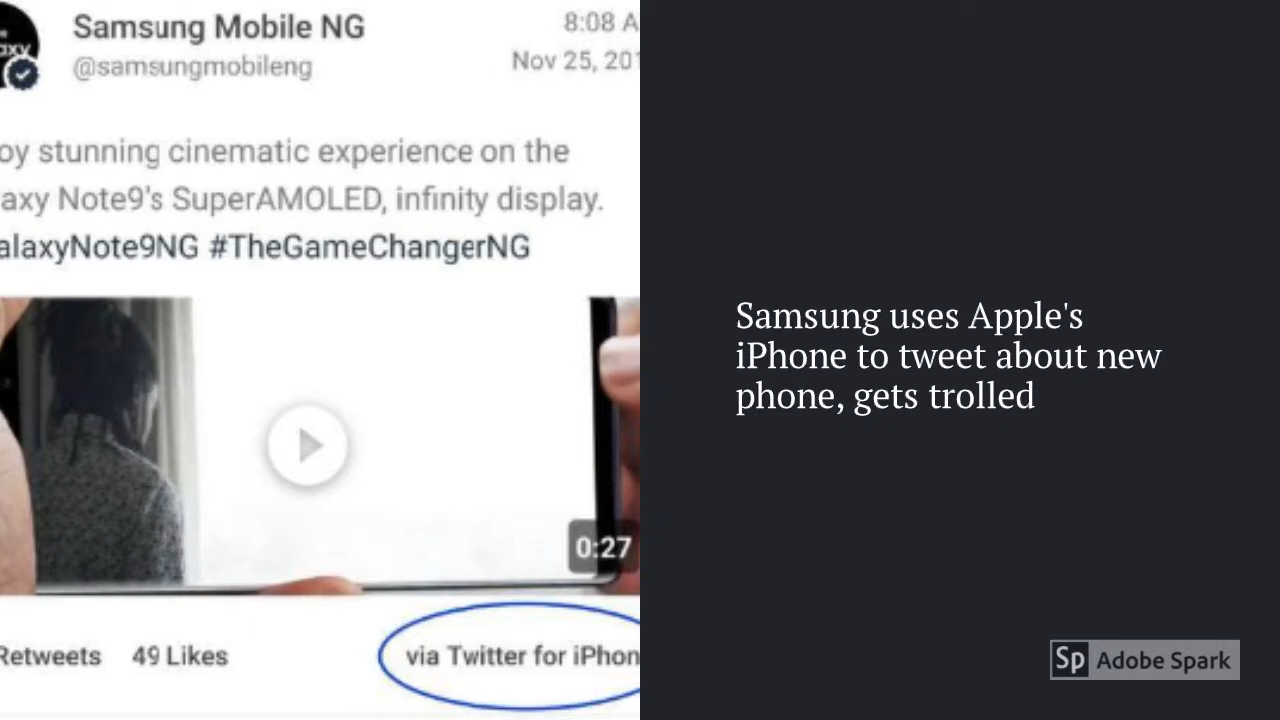 Samsung Mobile NG
8:08 A
@samsungmobileng
Nov 25, 201
oy stunning cinematic experience on the
axy Note9's SuperAMOLED, infinity display.
alaxyNote9NG #TheGameChangerNG
0:27
Retweets 49 Likes via Twitter for iPhon
Samsung uses Apple's
iPhone to tweet about new
phone, gets trolled
Sp Adobe Spark